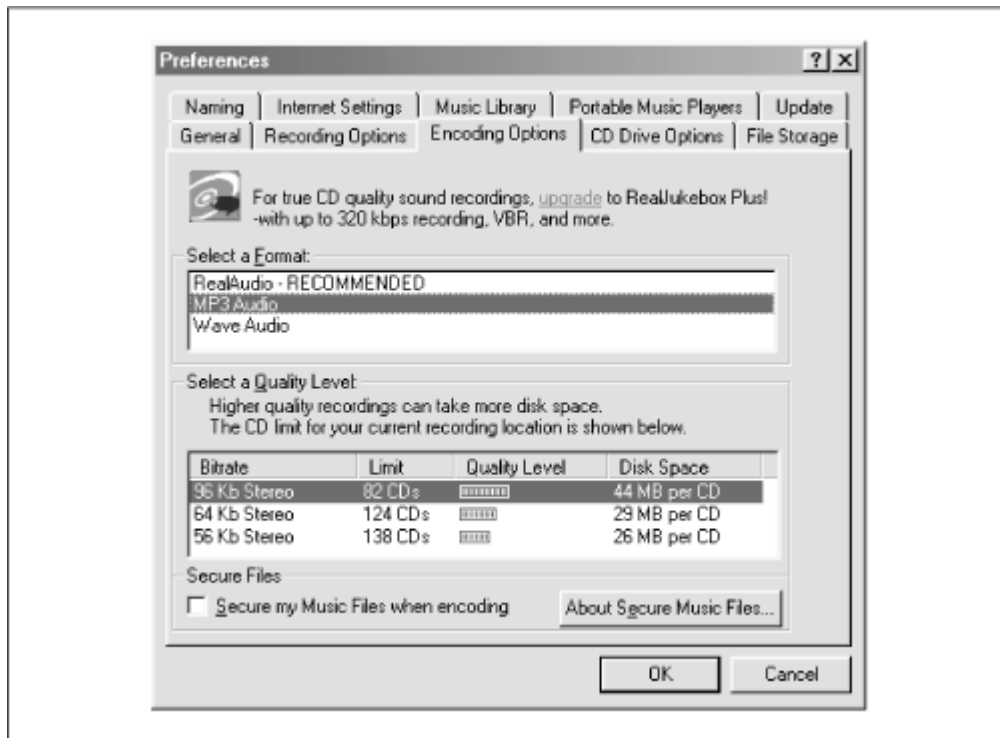 Preferences
Naming Internet Settings Music Library Portable Music Players Update
General Recording Options Encoding Options CD Drive Options File Storage
For true CD quality sound recordings, upgrade to RealJukebox Plus!
-with up to 320 kbps recording, VBR, and more.
Select a Format:
RealAudio - RECOMMENDED
MP3 Audio
Wave Audio
Select a Quality Level:
Higher quality recordings can take more disk space.
The CD limit for your current recording location is shown below.
Bitrate Limit Quality Level Disk Space
96 Kb Stereo 82 CDs 44 MB per CD
64 Kb Stereo 124 CDs 29 MB per CD
56 Kb Stereo 138 CDs 26 MB per CD
Secure Files
Secure my Music Files when encoding About Secure Music Files...
OK Cancel